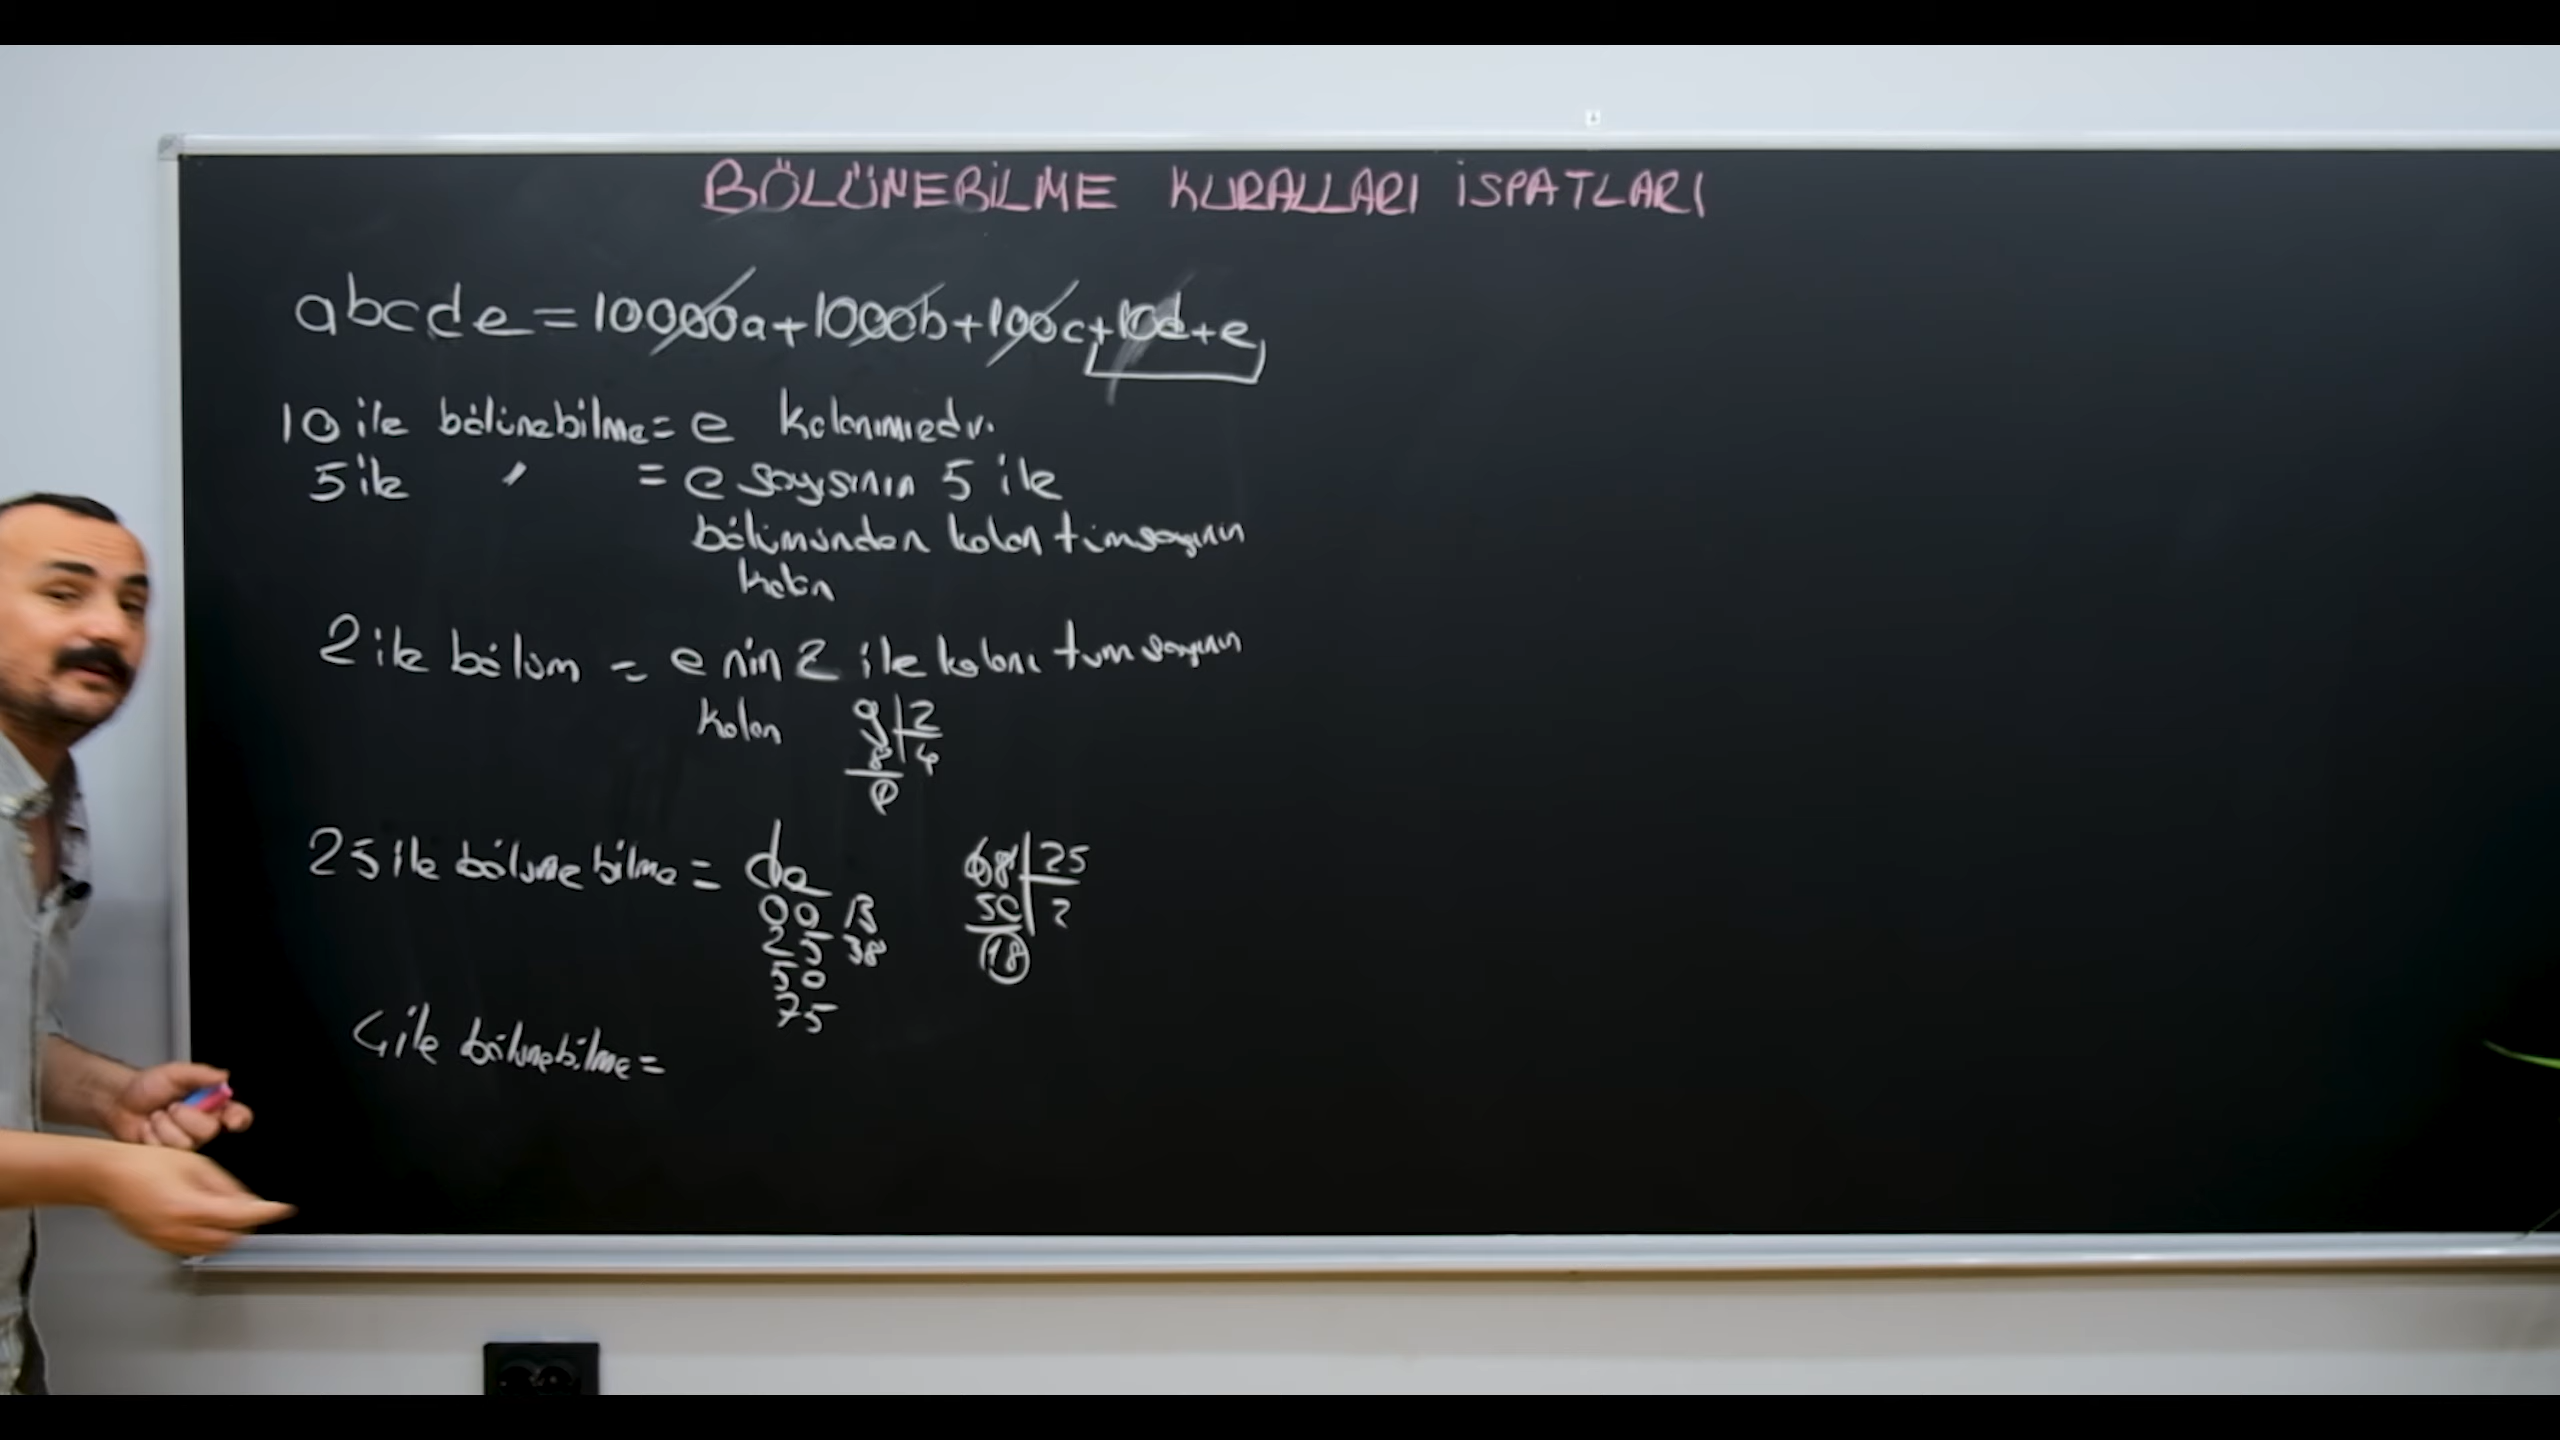 BÖLÜNEBİLME KURALLARI İSPATLARI
abcde = 10000a+1000b+100c+10d+e
10 ile bölünebilme = e kalanımızdır.
5 ile " = e sayısının 5 ile
bölümünden kalan tüm sayının
kalan
2 ile bölüm = e nin 2 ile kalanı tüm sayının
kalan
9 2
8 4
1
25 ile bölünebilme = de
00
25
50
75
68 25
50 2
18
4 ile bölünebilme =